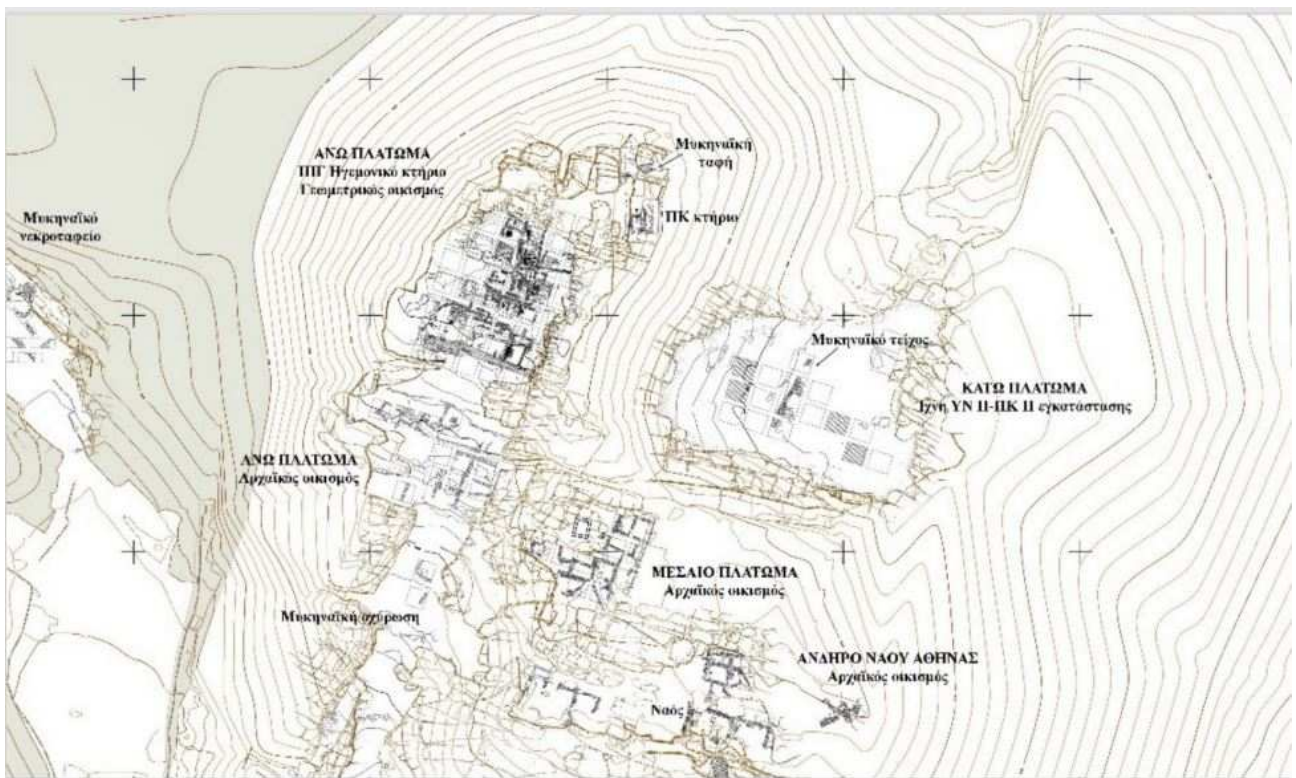 ΑΝΩ ΠΛΑΤΩΜΑ
ΠΠΓ Ηγεμονικό κτήριο
Γεωμετρικός οικισμός
Μυκηναϊκή
ταφή
ΠΚ κτήριο
Μυκηναϊκό
νεκροταφείο
Μυκηναϊκό τείχος
ΚΑΤΩ ΠΛΑΤΩΜΑ
Ίχνη ΥΝ ΙΙ-ΠΚ ΙΙ εγκατάστασης
ΑΝΩ ΠΛΑΤΩΜΑ
Αρχαϊκός οικισμός
ΜΕΣΑΙΟ ΠΛΑΤΩΜΑ
Αρχαϊκός οικισμός
Μυκηναϊκή οχύρωση
ΑΝΔΗΡΟ ΝΑΟΥ ΑΘΗΝΑΣ
Αρχαϊκός οικισμός
Ναός